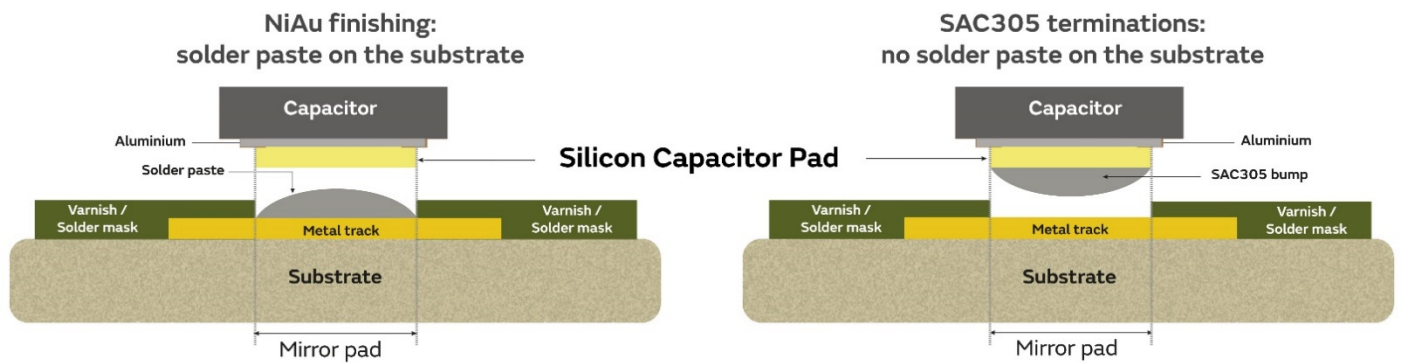 NiAu finishing:
solder paste on the substrate
Capacitor
Aluminium
Solder paste
Varnish /
Solder mask
Metal track
Varnish /
Solder mask
Substrate
Mirror pad
Silicon Capacitor Pad
SAC305 terminations:
no solder paste on the substrate
Capacitor
Aluminium
SAC305 bump
Varnish /
Solder mask
Metal track
Varnish /
Solder mask
Substrate
Mirror pad